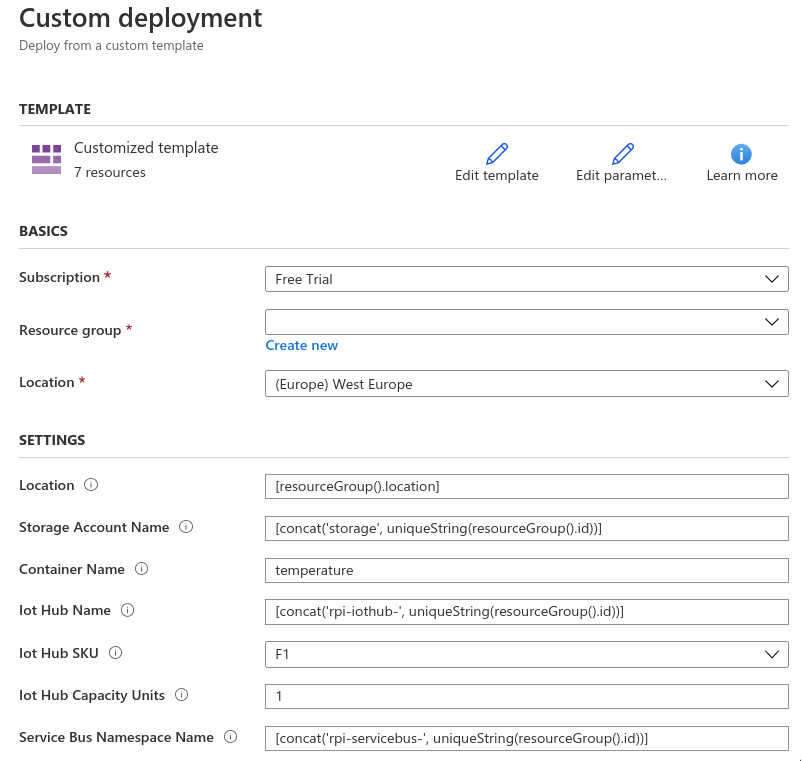 Custom deployment
Deploy from a custom template
TEMPLATE
Customized template
7 resources
Edit template
Edit paramet...
Learn more
BASICS
Subscription *
Free Trial
Resource group *
Create new
Location *
(Europe) West Europe
SETTINGS
Location
[resourceGroup().location]
Storage Account Name
[concat('storage', uniqueString(resourceGroup().id))]
Container Name
temperature
Iot Hub Name
[concat('rpi-iothub-', uniqueString(resourceGroup().id))]
Iot Hub SKU
F1
Iot Hub Capacity Units
1
Service Bus Namespace Name
[concat('rpi-servicebus-', uniqueString(resourceGroup().id))]